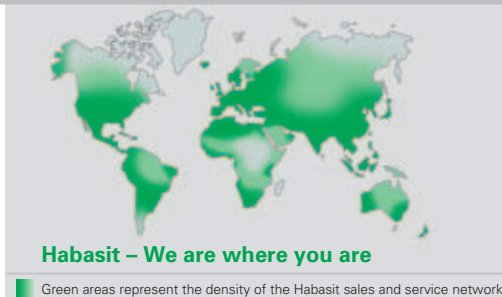 Habasit – We are where you are
Green areas represent the density of the Habasit sales and service network